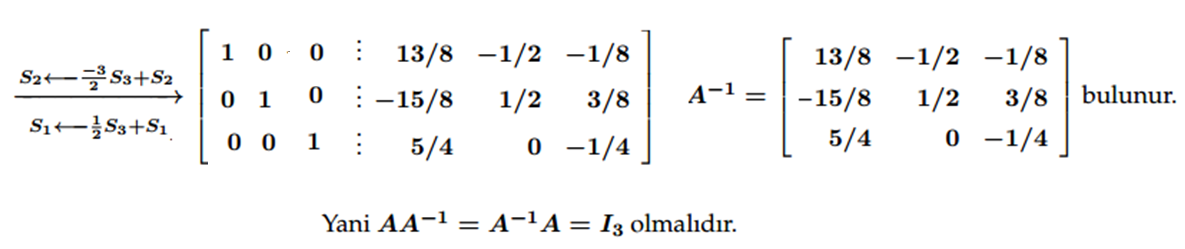 S₂⟵ −3/2 S₃+S₂
S₁⟵ 1/2 S₃+S₁
1 0 0 ⋮ 13/8 −1/2 −1/8
0 1 0 ⋮ −15/8 1/2 3/8
0 0 1 ⋮ 5/4 0 −1/4
A⁻¹ =
13/8 −1/2 −1/8
−15/8 1/2 3/8
5/4 0 −1/4
bulunur.
Yani AA⁻¹ = A⁻¹A = I₃ olmalıdır.